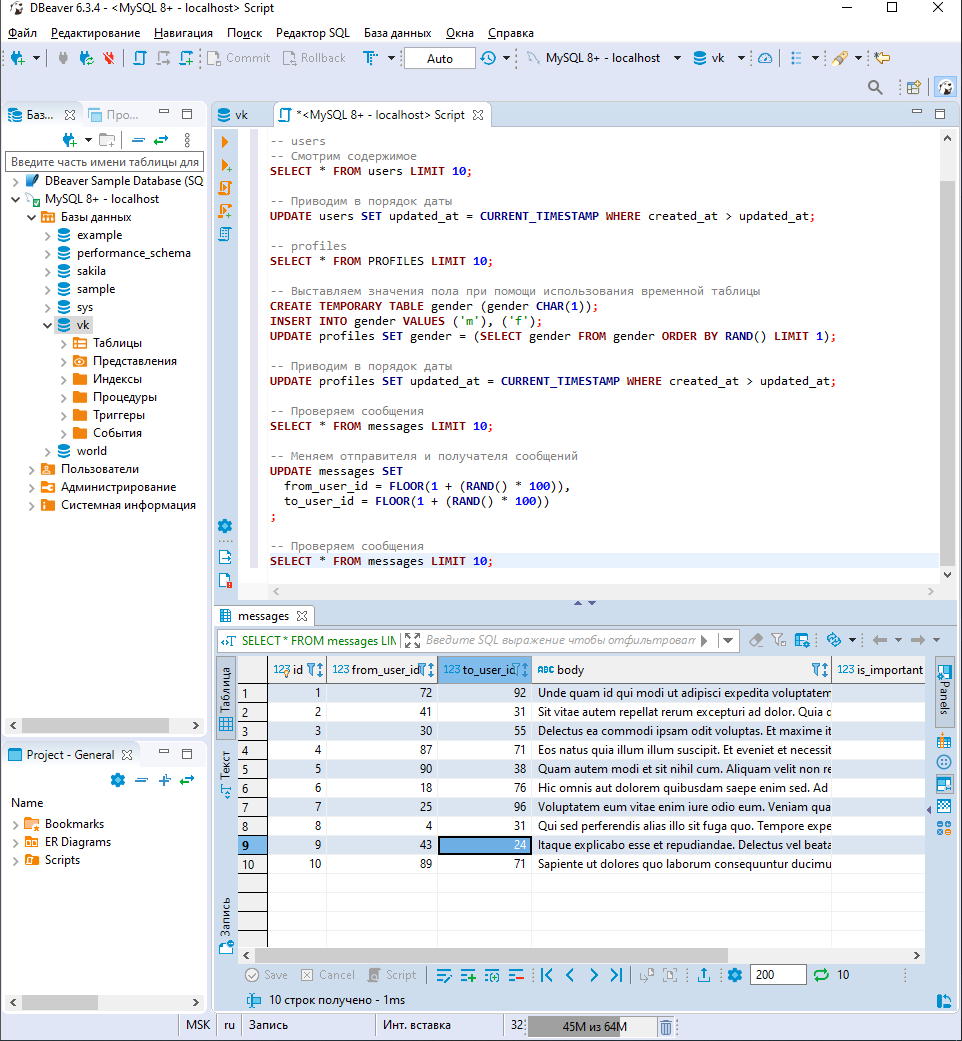 DBeaver 6.3.4 - <MySQL 8+ - localhost> Script
Файл Редактирование Навигация Поиск Редактор SQL База данных Окна Справка
Commit Rollback Auto MySQL 8+ - localhost vk
Баз... Про...
Введите часть имени таблицы для
DBeaver Sample Database (SQ
MySQL 8+ - localhost
Базы данных
example
performance_schema
sakila
sample
sys
vk
Таблицы
Представления
Индексы
Процедуры
Триггеры
События
world
Пользователи
Администрирование
Системная информация
Project - General
Name
Bookmarks
ER Diagrams
Scripts
vk *<MySQL 8+ - localhost> Script
-- users
-- Смотрим содержимое
SELECT * FROM users LIMIT 10;
-- Приводим в порядок даты
UPDATE users SET updated_at = CURRENT_TIMESTAMP WHERE created_at > updated_at;
-- profiles
SELECT * FROM PROFILES LIMIT 10;
-- Выставляем значения пола при помощи использования временной таблицы
CREATE TEMPORARY TABLE gender (gender CHAR(1));
INSERT INTO gender VALUES ('m'), ('f');
UPDATE profiles SET gender = (SELECT gender FROM gender ORDER BY RAND() LIMIT 1);
-- Приводим в порядок даты
UPDATE profiles SET updated_at = CURRENT_TIMESTAMP WHERE created_at > updated_at;
-- Проверяем сообщения
SELECT * FROM messages LIMIT 10;
-- Меняем отправителя и получателя сообщений
UPDATE messages SET
from_user_id = FLOOR(1 + (RAND() * 100)),
to_user_id = FLOOR(1 + (RAND() * 100))
;
-- Проверяем сообщения
SELECT * FROM messages LIMIT 10;
messages
SELECT * FROM messages LIM Введите SQL выражение чтобы отфильтроват
Таблица
Текст
Запись
Panels
123 id 123 from_user_id 123 to_user_id ABC body 123 is_important
1 1 72 92 Unde quam id qui modi ut adipisci expedita voluptatem
2 2 41 31 Sit vitae autem repellat rerum excepturi ad dolor. Quia
3 3 30 55 Delectus ea commodi ipsam odit voluptas. Et maxime it
4 4 87 71 Eos natus quia illum illum suscipit. Et eveniet et necessit
5 5 90 38 Quam autem modi et sit nihil cum. Aliquam velit non re
6 6 18 76 Hic omnis aut dolorem quibusdam saepe enim sed. Ad
7 7 25 96 Voluptatem eum vitae enim iure odio eum. Veniam qua
8 8 4 31 Qui sed perferendis alias illo sit fuga quo. Tempore expe
9 9 43 24 Itaque explicabo esse et repudiandae. Delectus vel beata
10 10 89 71 Sapiente ut dolores quo laborum consequuntur ducimu
Save Cancel Script 200 10
10 строк получено - 1ms
MSK ru Запись Инт. вставка 32: 45M из 64M